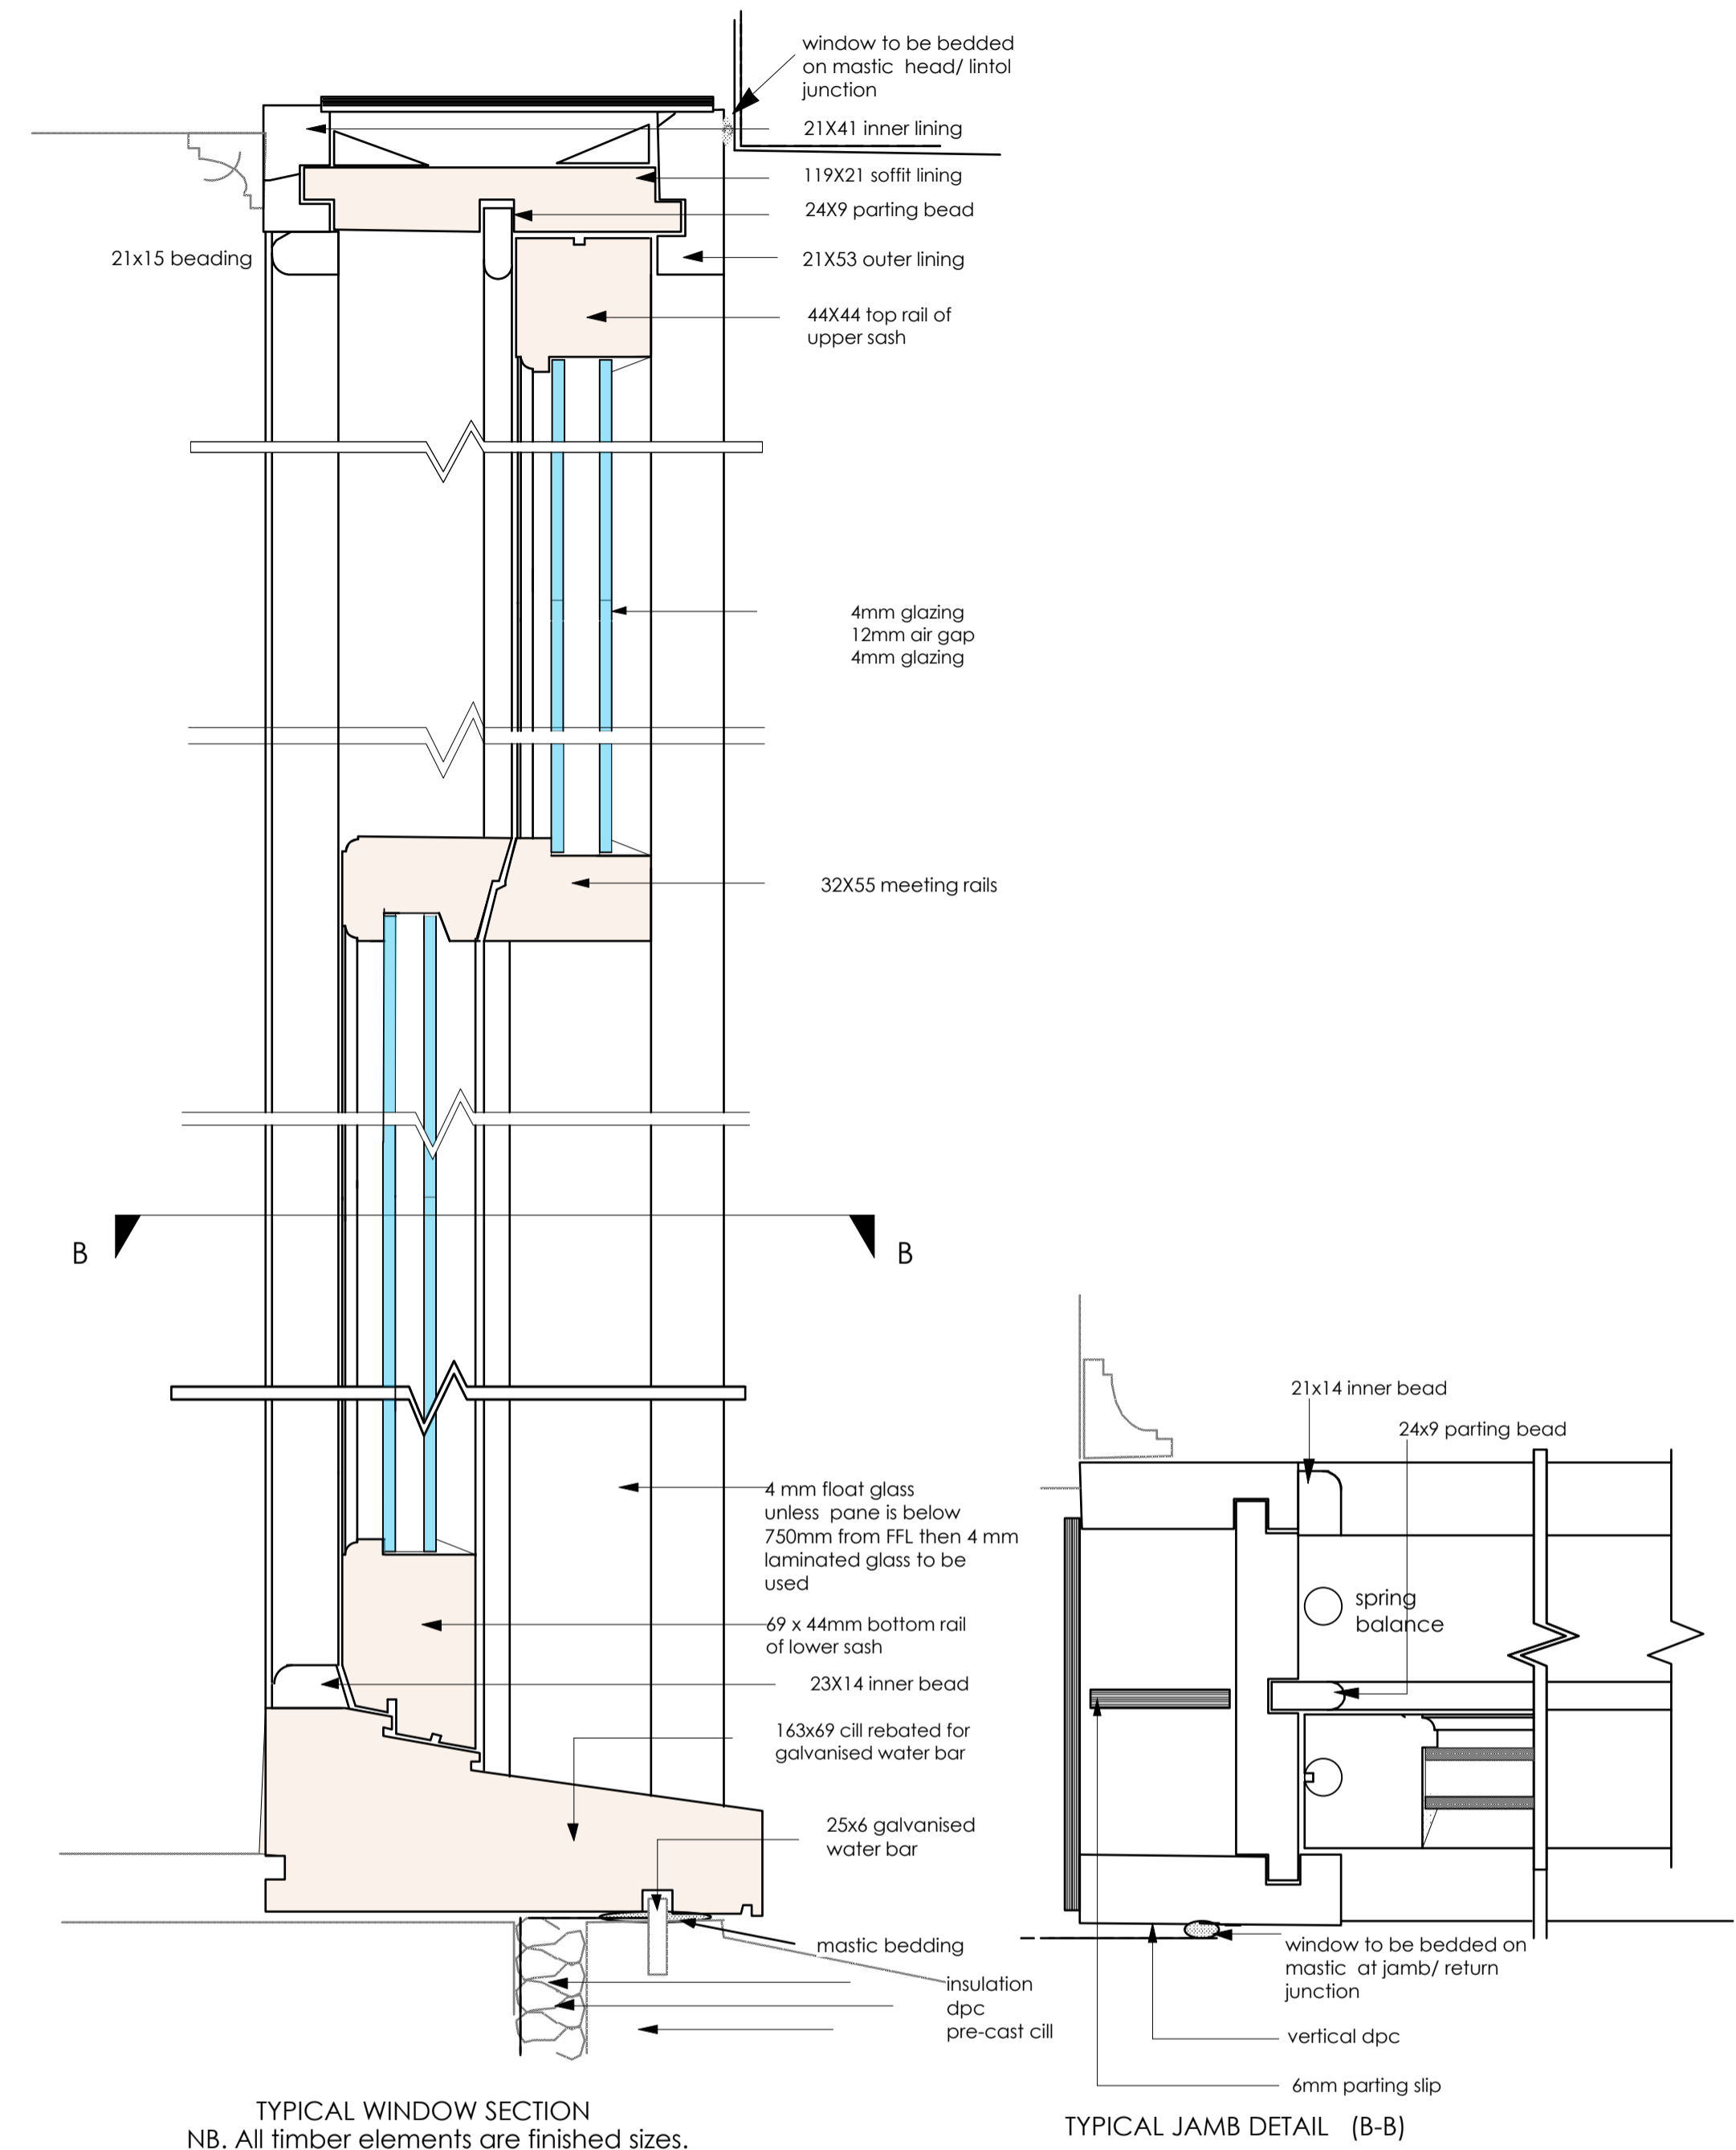 window to be bedded
on mastic head/ lintol
junction
21X41 inner lining
119X21 soffit lining
24X9 parting bead
21x15 beading
21X53 outer lining
44X44 top rail of
upper sash
4mm glazing
12mm air gap
4mm glazing
32X55 meeting rails
B
B
4 mm float glass
unless pane is below
750mm from FFL then 4 mm
laminated glass to be
used
69 x 44mm bottom rail
of lower sash
23X14 inner bead
163x69 cill rebated for
galvanised water bar
25x6 galvanised
water bar
mastic bedding
insulation
dpc
pre-cast cill
TYPICAL WINDOW SECTION
NB. All timber elements are finished sizes.
21x14 inner bead
24x9 parting bead
spring
balance
window to be bedded on
mastic at jamb/ return
junction
vertical dpc
6mm parting slip
TYPICAL JAMB DETAIL (B-B)